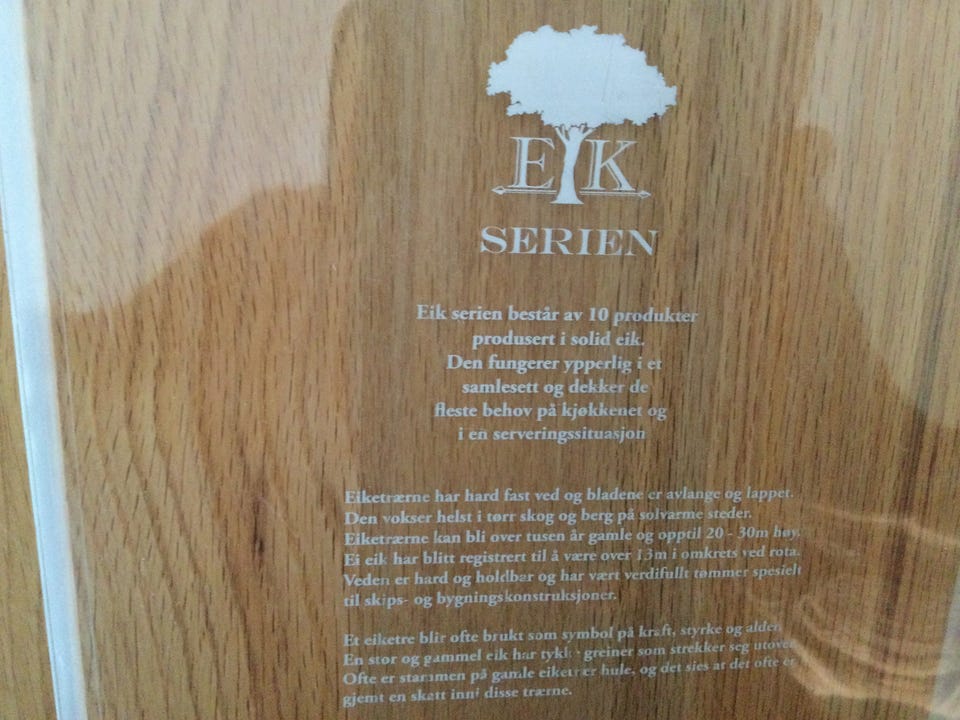 EIK
SERIEN
Eik serien består av 10 produkter
produsert i solid eik.
Den fungerer ypperlig i et
samlesett og dekker de
fleste behov på kjøkkenet og
i en serveringssituasjon
Eiketrærne har hard fast ved og bladene er avlange og lappet.
Den vokser helst i tørr skog og berg på solvarme steder.
Eiketrærne kan bli over tusen år gamle og opptil 20 - 30m høy.
Ei eik har blitt registrert til å være over 13m i omkrets ved rota.
Veden er hard og holdbar og har vært verdifullt tømmer spesielt
til skips- og bygningskonstruksjoner.
Et eiketre blir ofte brukt som symbol på kraft, styrke og alder.
En stor og gammel eik har tykke greiner som strekker seg utover.
Ofte er stammen på gamle eiketrær hule, og det sies at det ofte er
gjemt en skatt inni disse trærne.